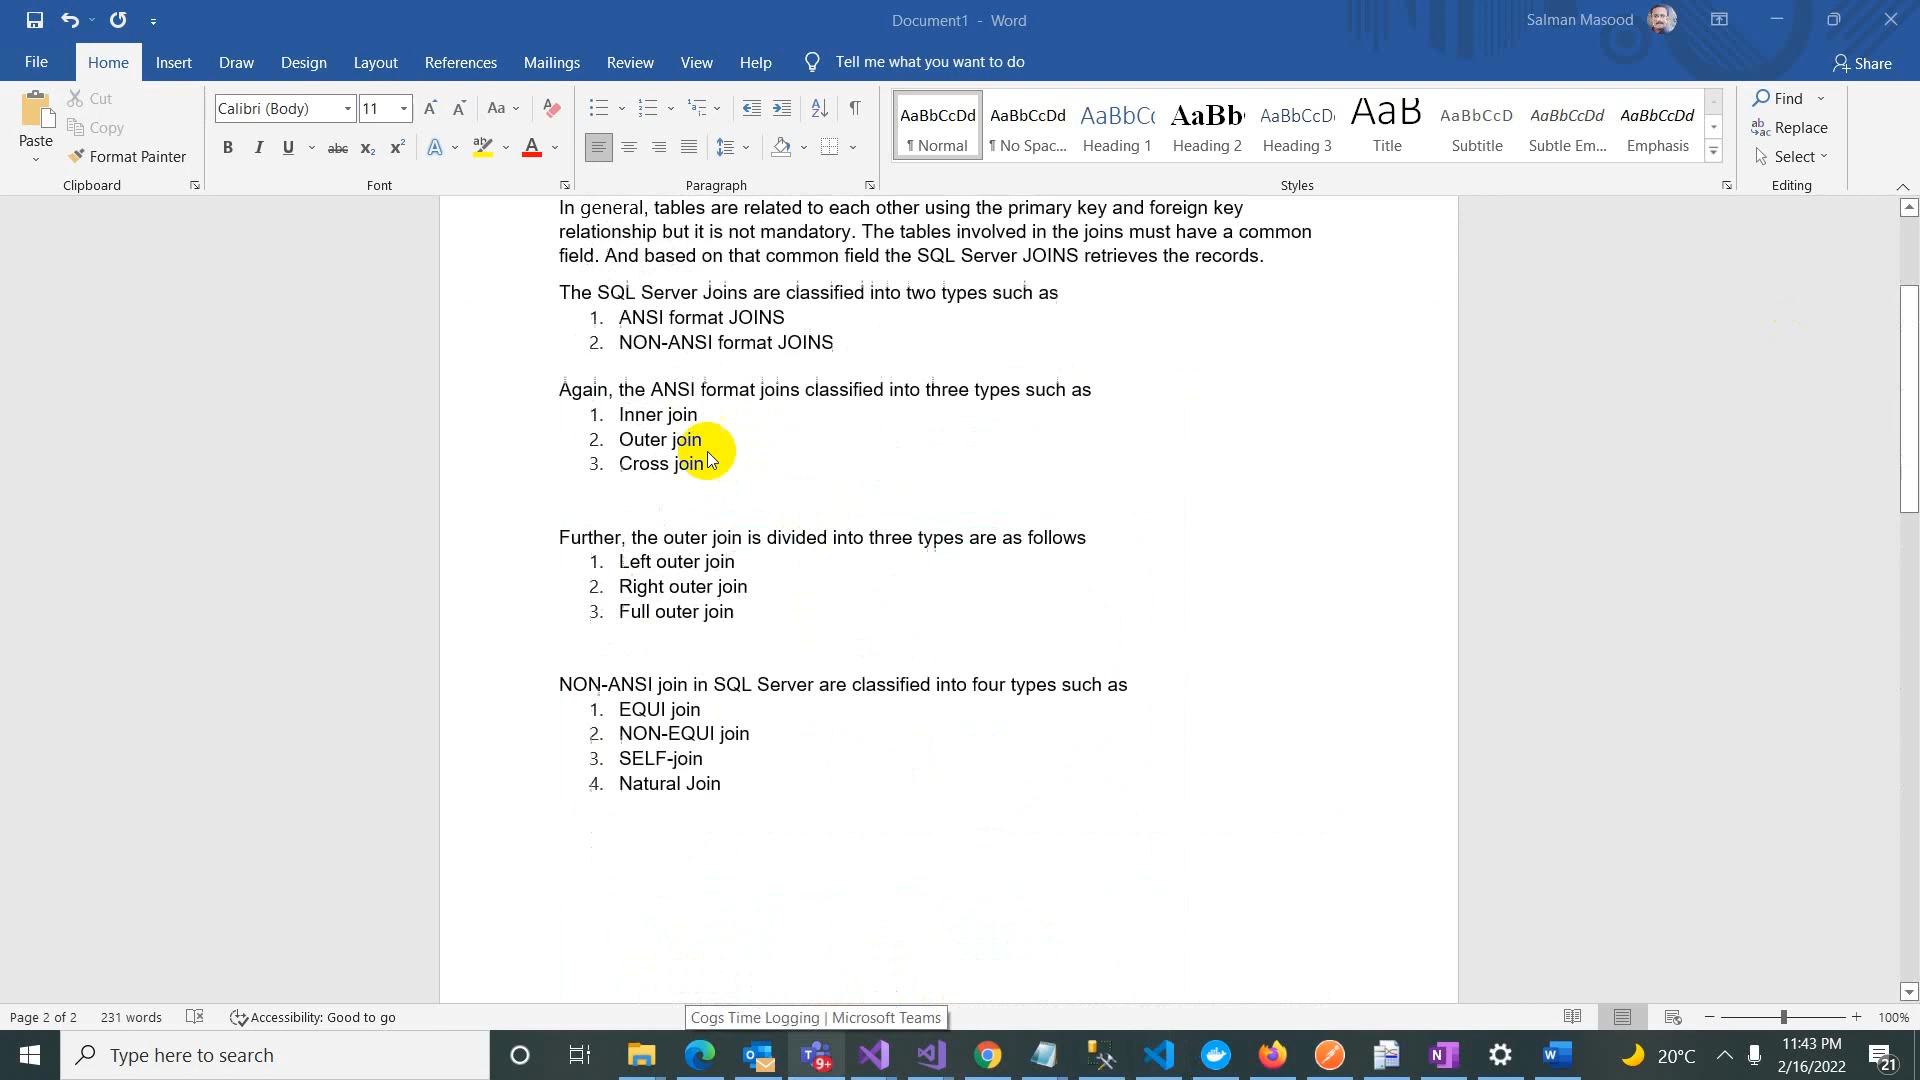 Document1 - Word
Salman Masood
File Home Insert Draw Design Layout References Mailings Review View Help Tell me what you want to do Share
Paste
Cut
Copy
Format Painter
Clipboard
Calibri (Body) 11
Aa
B I U abc x₂ x² A A
Font
Paragraph
AaBbCcDd AaBbCcDd AaBbCc AaBb AaBbCcD AaB AaBbCcD AaBbCcDd AaBbCcDd
¶ Normal ¶ No Spac... Heading 1 Heading 2 Heading 3 Title Subtitle Subtle Em... Emphasis
Styles
Find
Replace
Select
Editing
In general, tables are related to each other using the primary key and foreign key
relationship but it is not mandatory. The tables involved in the joins must have a common
field. And based on that common field the SQL Server JOINS retrieves the records.
The SQL Server Joins are classified into two types such as
1. ANSI format JOINS
2. NON-ANSI format JOINS
Again, the ANSI format joins classified into three types such as
1. Inner join
2. Outer join
3. Cross join
Further, the outer join is divided into three types are as follows
1. Left outer join
2. Right outer join
3. Full outer join
NON-ANSI join in SQL Server are classified into four types such as
1. EQUI join
2. NON-EQUI join
3. SELF-join
4. Natural Join
Page 2 of 2 231 words Accessibility: Good to go
Cogs Time Logging | Microsoft Teams
100%
Type here to search
9+
20°C
11:43 PM
2/16/2022
21